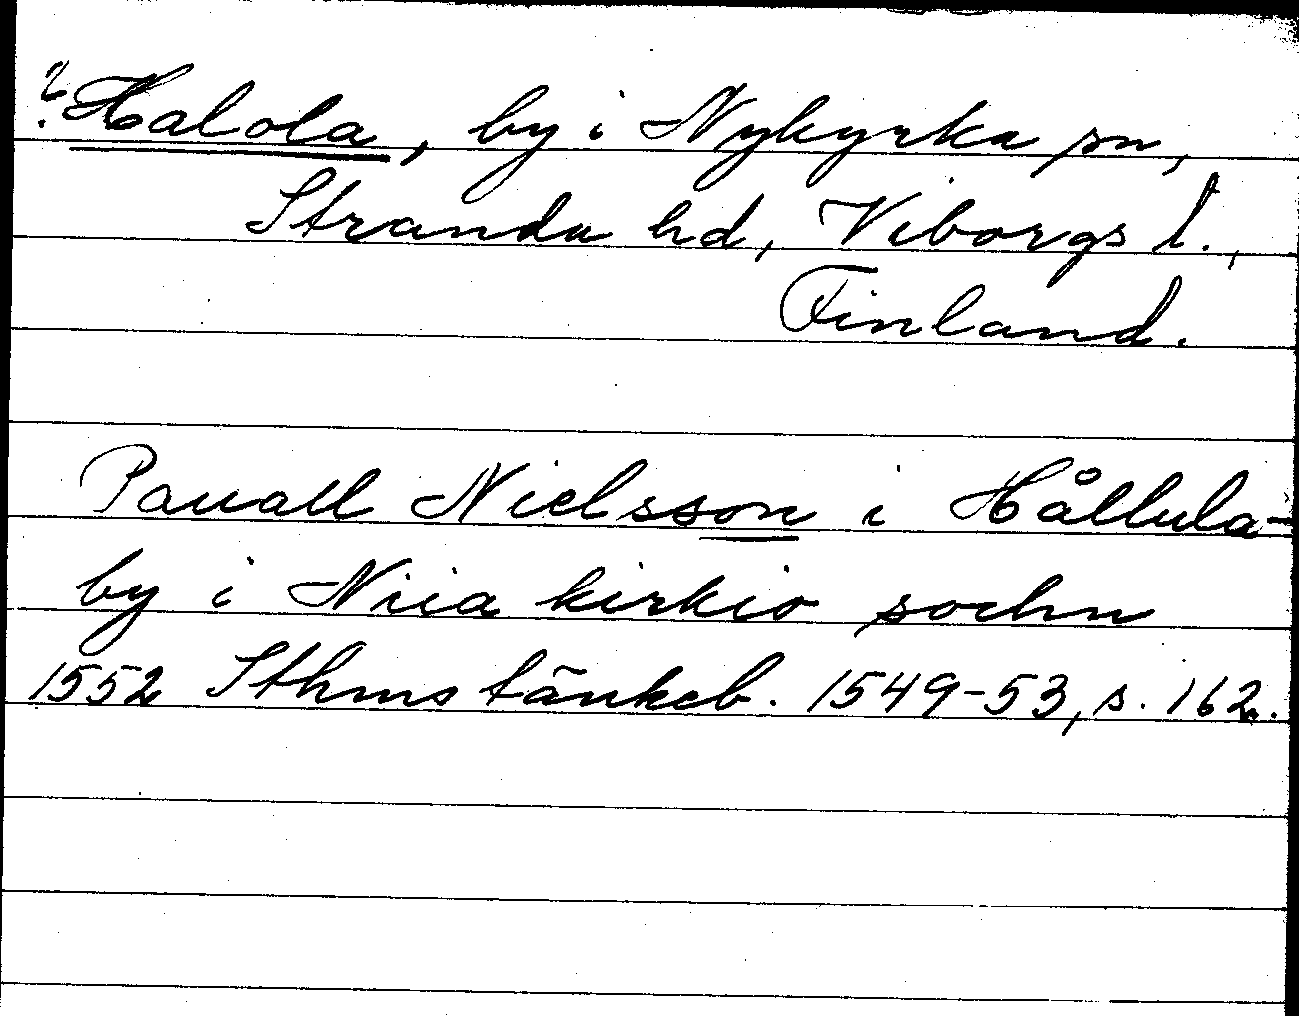 ? Halola, by i Nykyrka sn,
Stranda hd, Viborgs l.,
Finland.
Pauall Nielsson i Hållula-
by i Niia kirkio sochn
1552 Sthms tänkeb. 1549-53, s. 162.